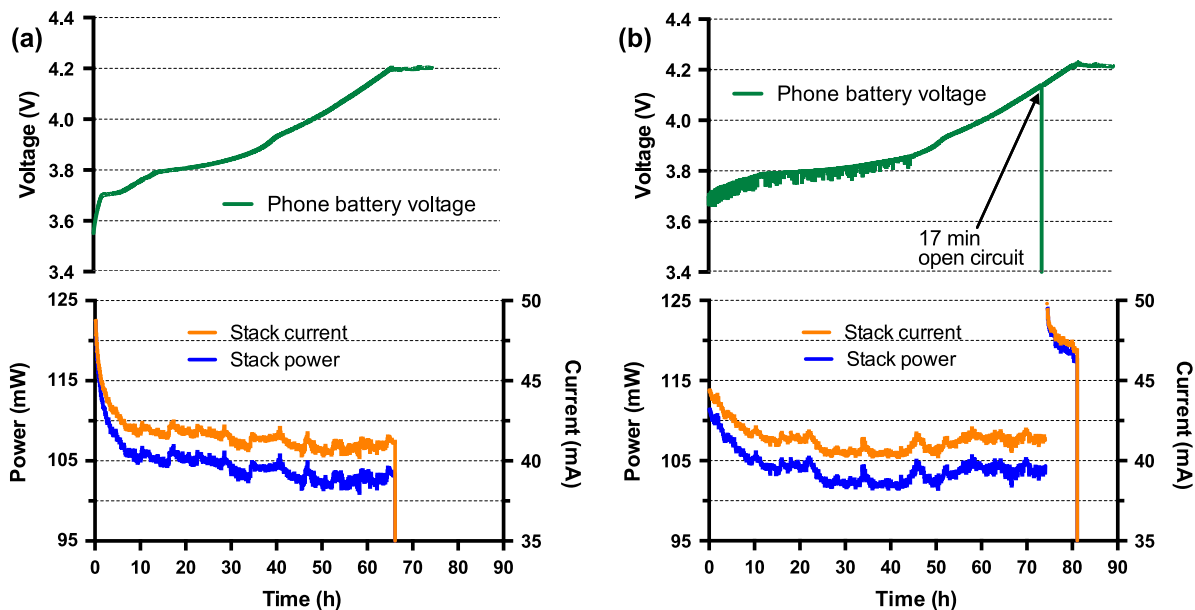 (a)
4.4
4.2
4.0
3.8
3.6
3.4
Voltage (V)
Phone battery voltage
125
115
105
95
Power (mW)
Stack current
Stack power
50
45
40
35
Current (mA)
0 10 20 30 40 50 60 70 80 90
Time (h)
(b)
4.4
4.2
4.0
3.8
3.6
3.4
Voltage (V)
Phone battery voltage
17 min
open circuit
125
115
105
95
Power (mW)
Stack current
Stack power
50
45
40
35
Current (mA)
0 10 20 30 40 50 60 70 80 90
Time (h)